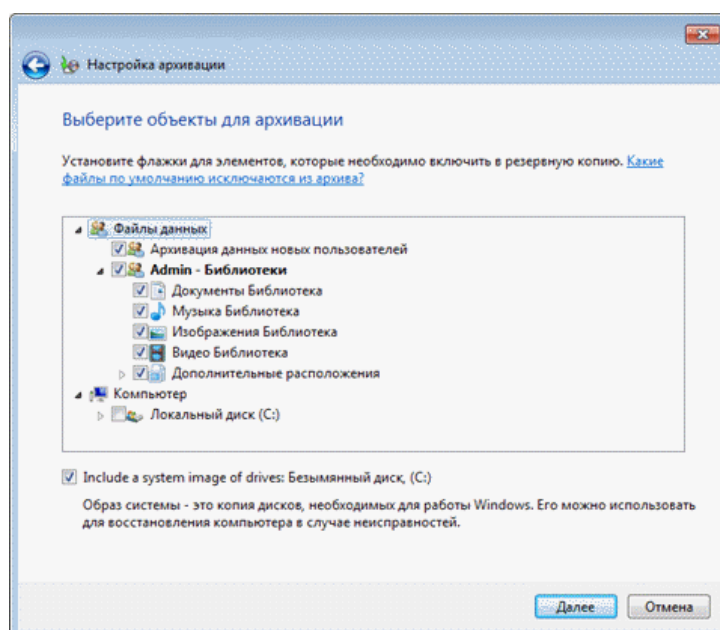 Настройка архивации
Выберите объекты для архивации
Установите флажки для элементов, которые необходимо включить в резервную копию. Какие
файлы по умолчанию исключаются из архива?
Файлы данных
Архивация данных новых пользователей
Admin - Библиотеки
Документы Библиотека
Музыка Библиотека
Изображения Библиотека
Видео Библиотека
Дополнительные расположения
Компьютер
Локальный диск (C:)
Include a system image of drives: Безымянный диск, (C:)
Образ системы - это копия дисков, необходимых для работы Windows. Его можно использовать
для восстановления компьютера в случае неисправностей.
Далее
Отмена